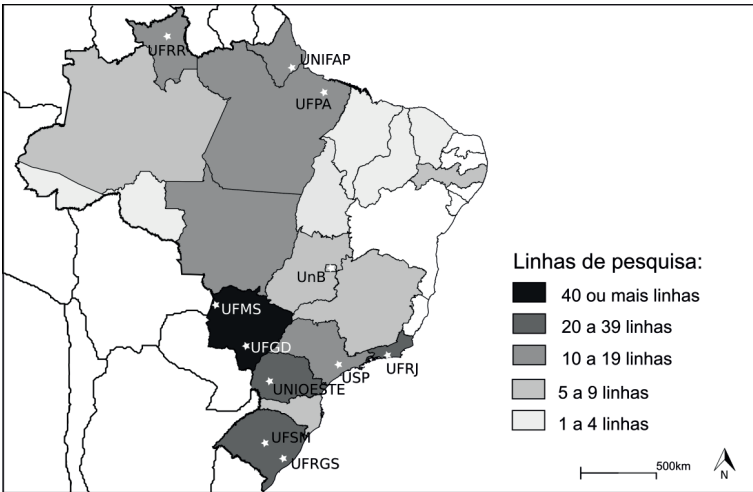 UFRR
UNIFAP
UFPA
UnB
UFMS
UFGD
USP
UFRJ
UNIOESTE
UFSM
UFRGS
Linhas de pesquisa:
40 ou mais linhas
20 a 39 linhas
10 a 19 linhas
5 a 9 linhas
1 a 4 linhas
500km
N